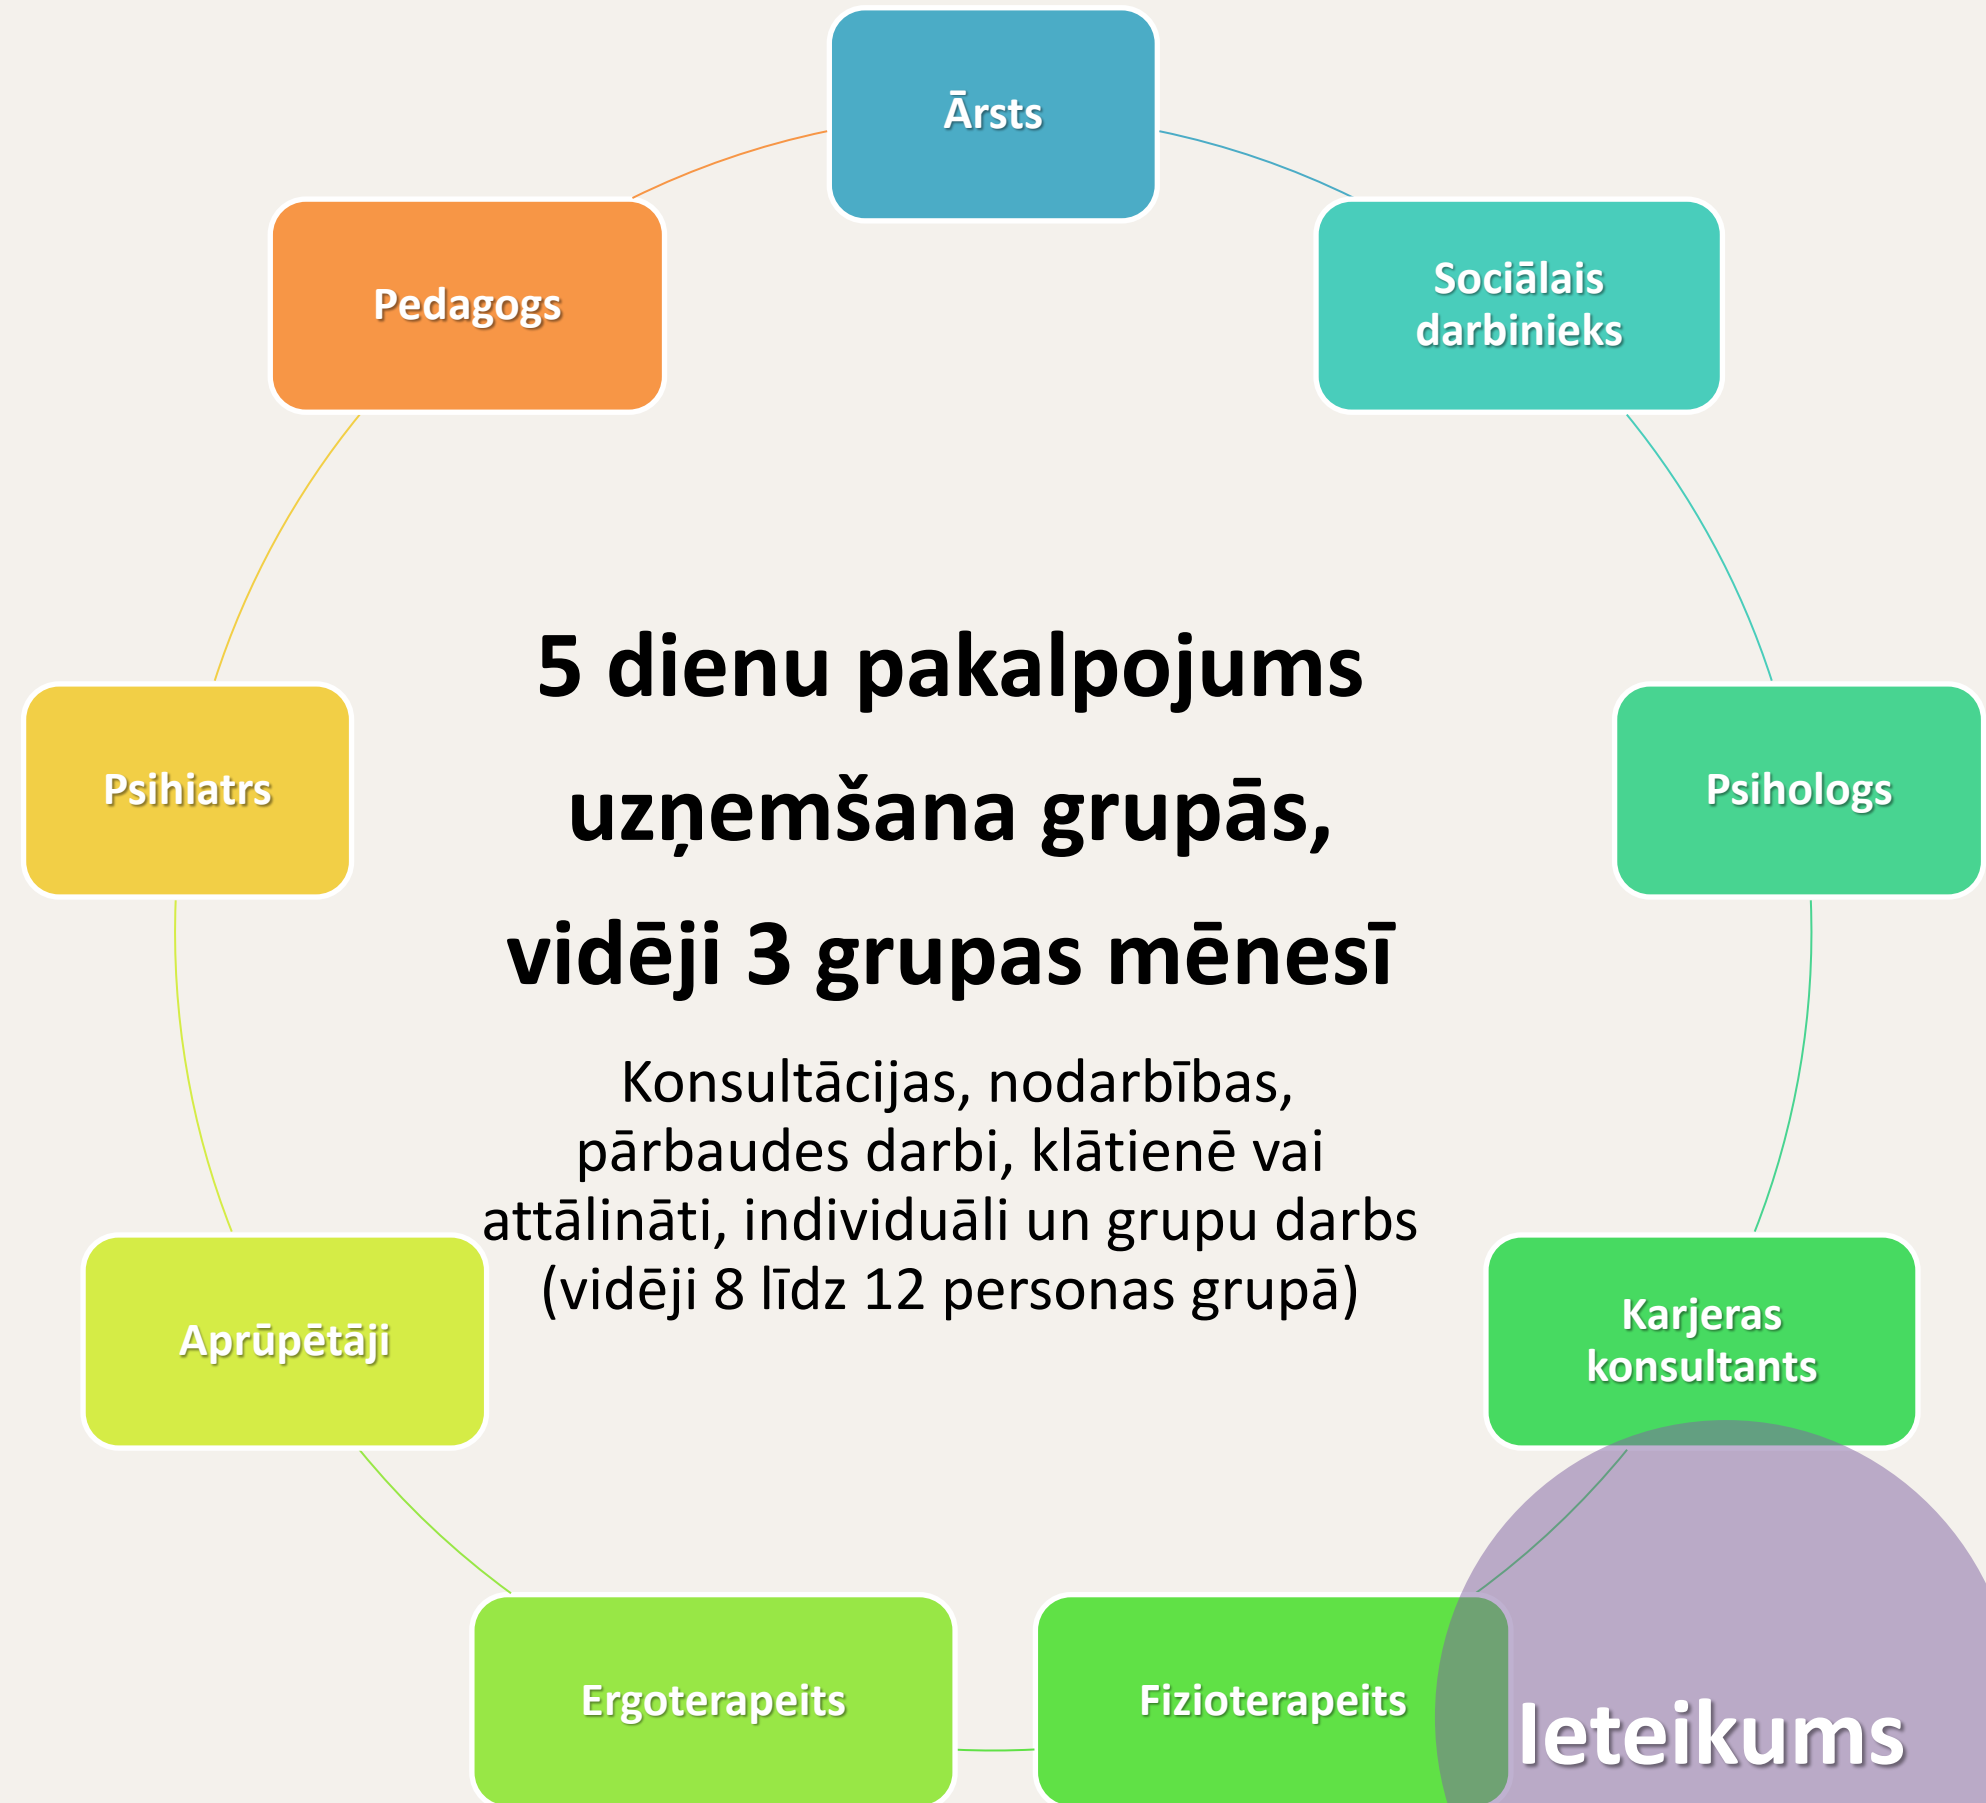 Ārsts
Pedagogs
Sociālais
darbinieks
5 dienu pakalpojums
uzņemšana grupās,
vidēji 3 grupas mēnesī
Psihiatrs
Psihologs
Konsultācijas, nodarbības,
pārbaudes darbi, klātienē vai
attālināti, individuāli un grupu darbs
(vidēji 8 līdz 12 personas grupā)
Aprūpētāji
Karjeras
konsultants
Ergoterapeits
Fizioterapeits
Ieteikums